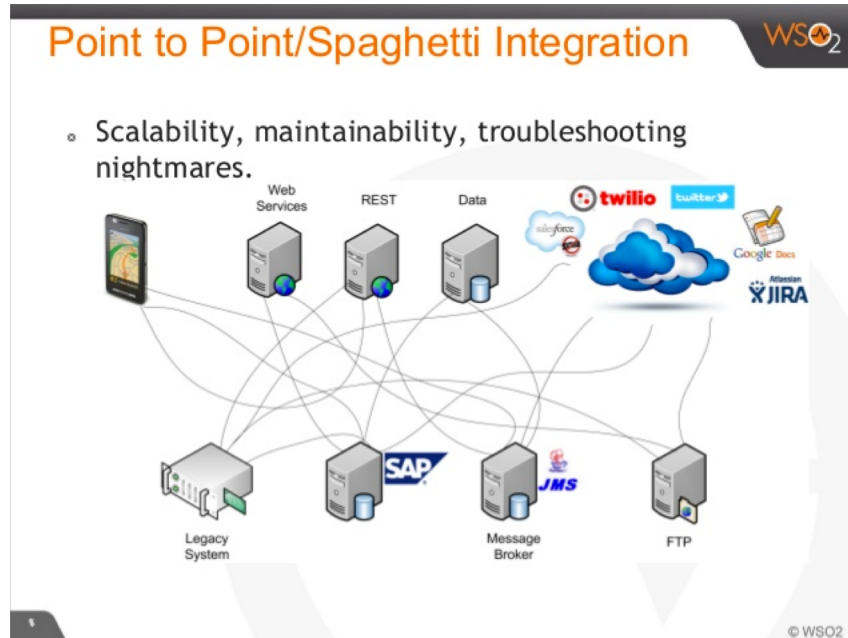 Point to Point/Spaghetti Integration
WSO2
Scalability, maintainability, troubleshooting
nightmares.
Web
Services
REST
Data
twilio
twitter
salesforce
Google Docs
Atlassian
JIRA
SAP
JMS
Legacy
System
Message
Broker
FTP
© WSO2